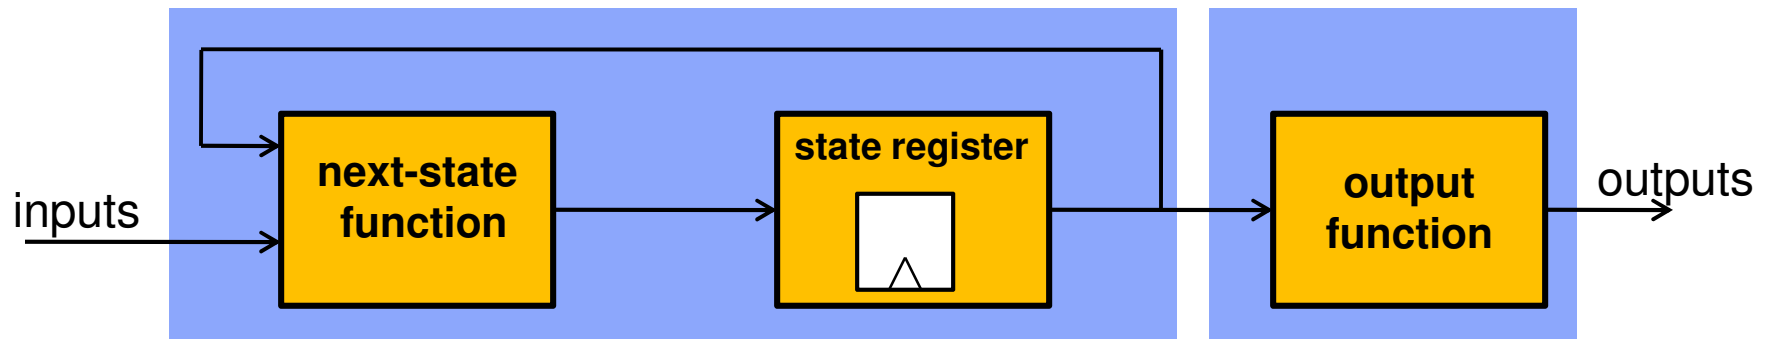 inputs
next-state
function
state register
output
function
outputs